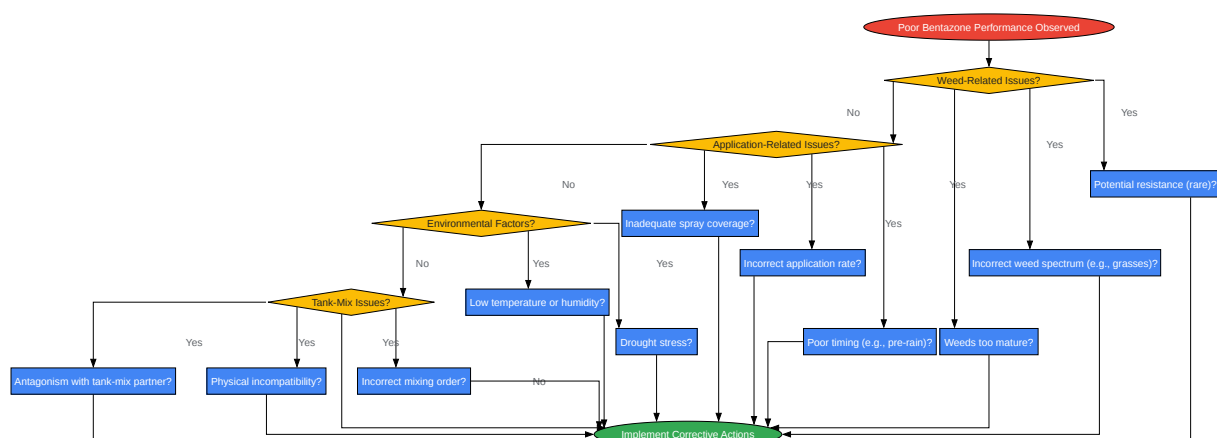 Poor Bentazone Performance Observed
Weed-Related Issues?
No
Yes
Application-Related Issues?
Yes
Potential resistance (rare)?
No
Yes
Yes
Yes
Environmental Factors?
Inadequate spray coverage?
Yes
No
Yes
Yes
Incorrect application rate?
Incorrect weed spectrum (e.g., grasses)?
Tank-Mix Issues?
Low temperature or humidity?
Yes
Yes
Yes
Drought stress?
Poor timing (e.g., pre-rain)?
Weeds too mature?
Antagonism with tank-mix partner?
Physical incompatibility?
Incorrect mixing order?
No
Implement Corrective Actions